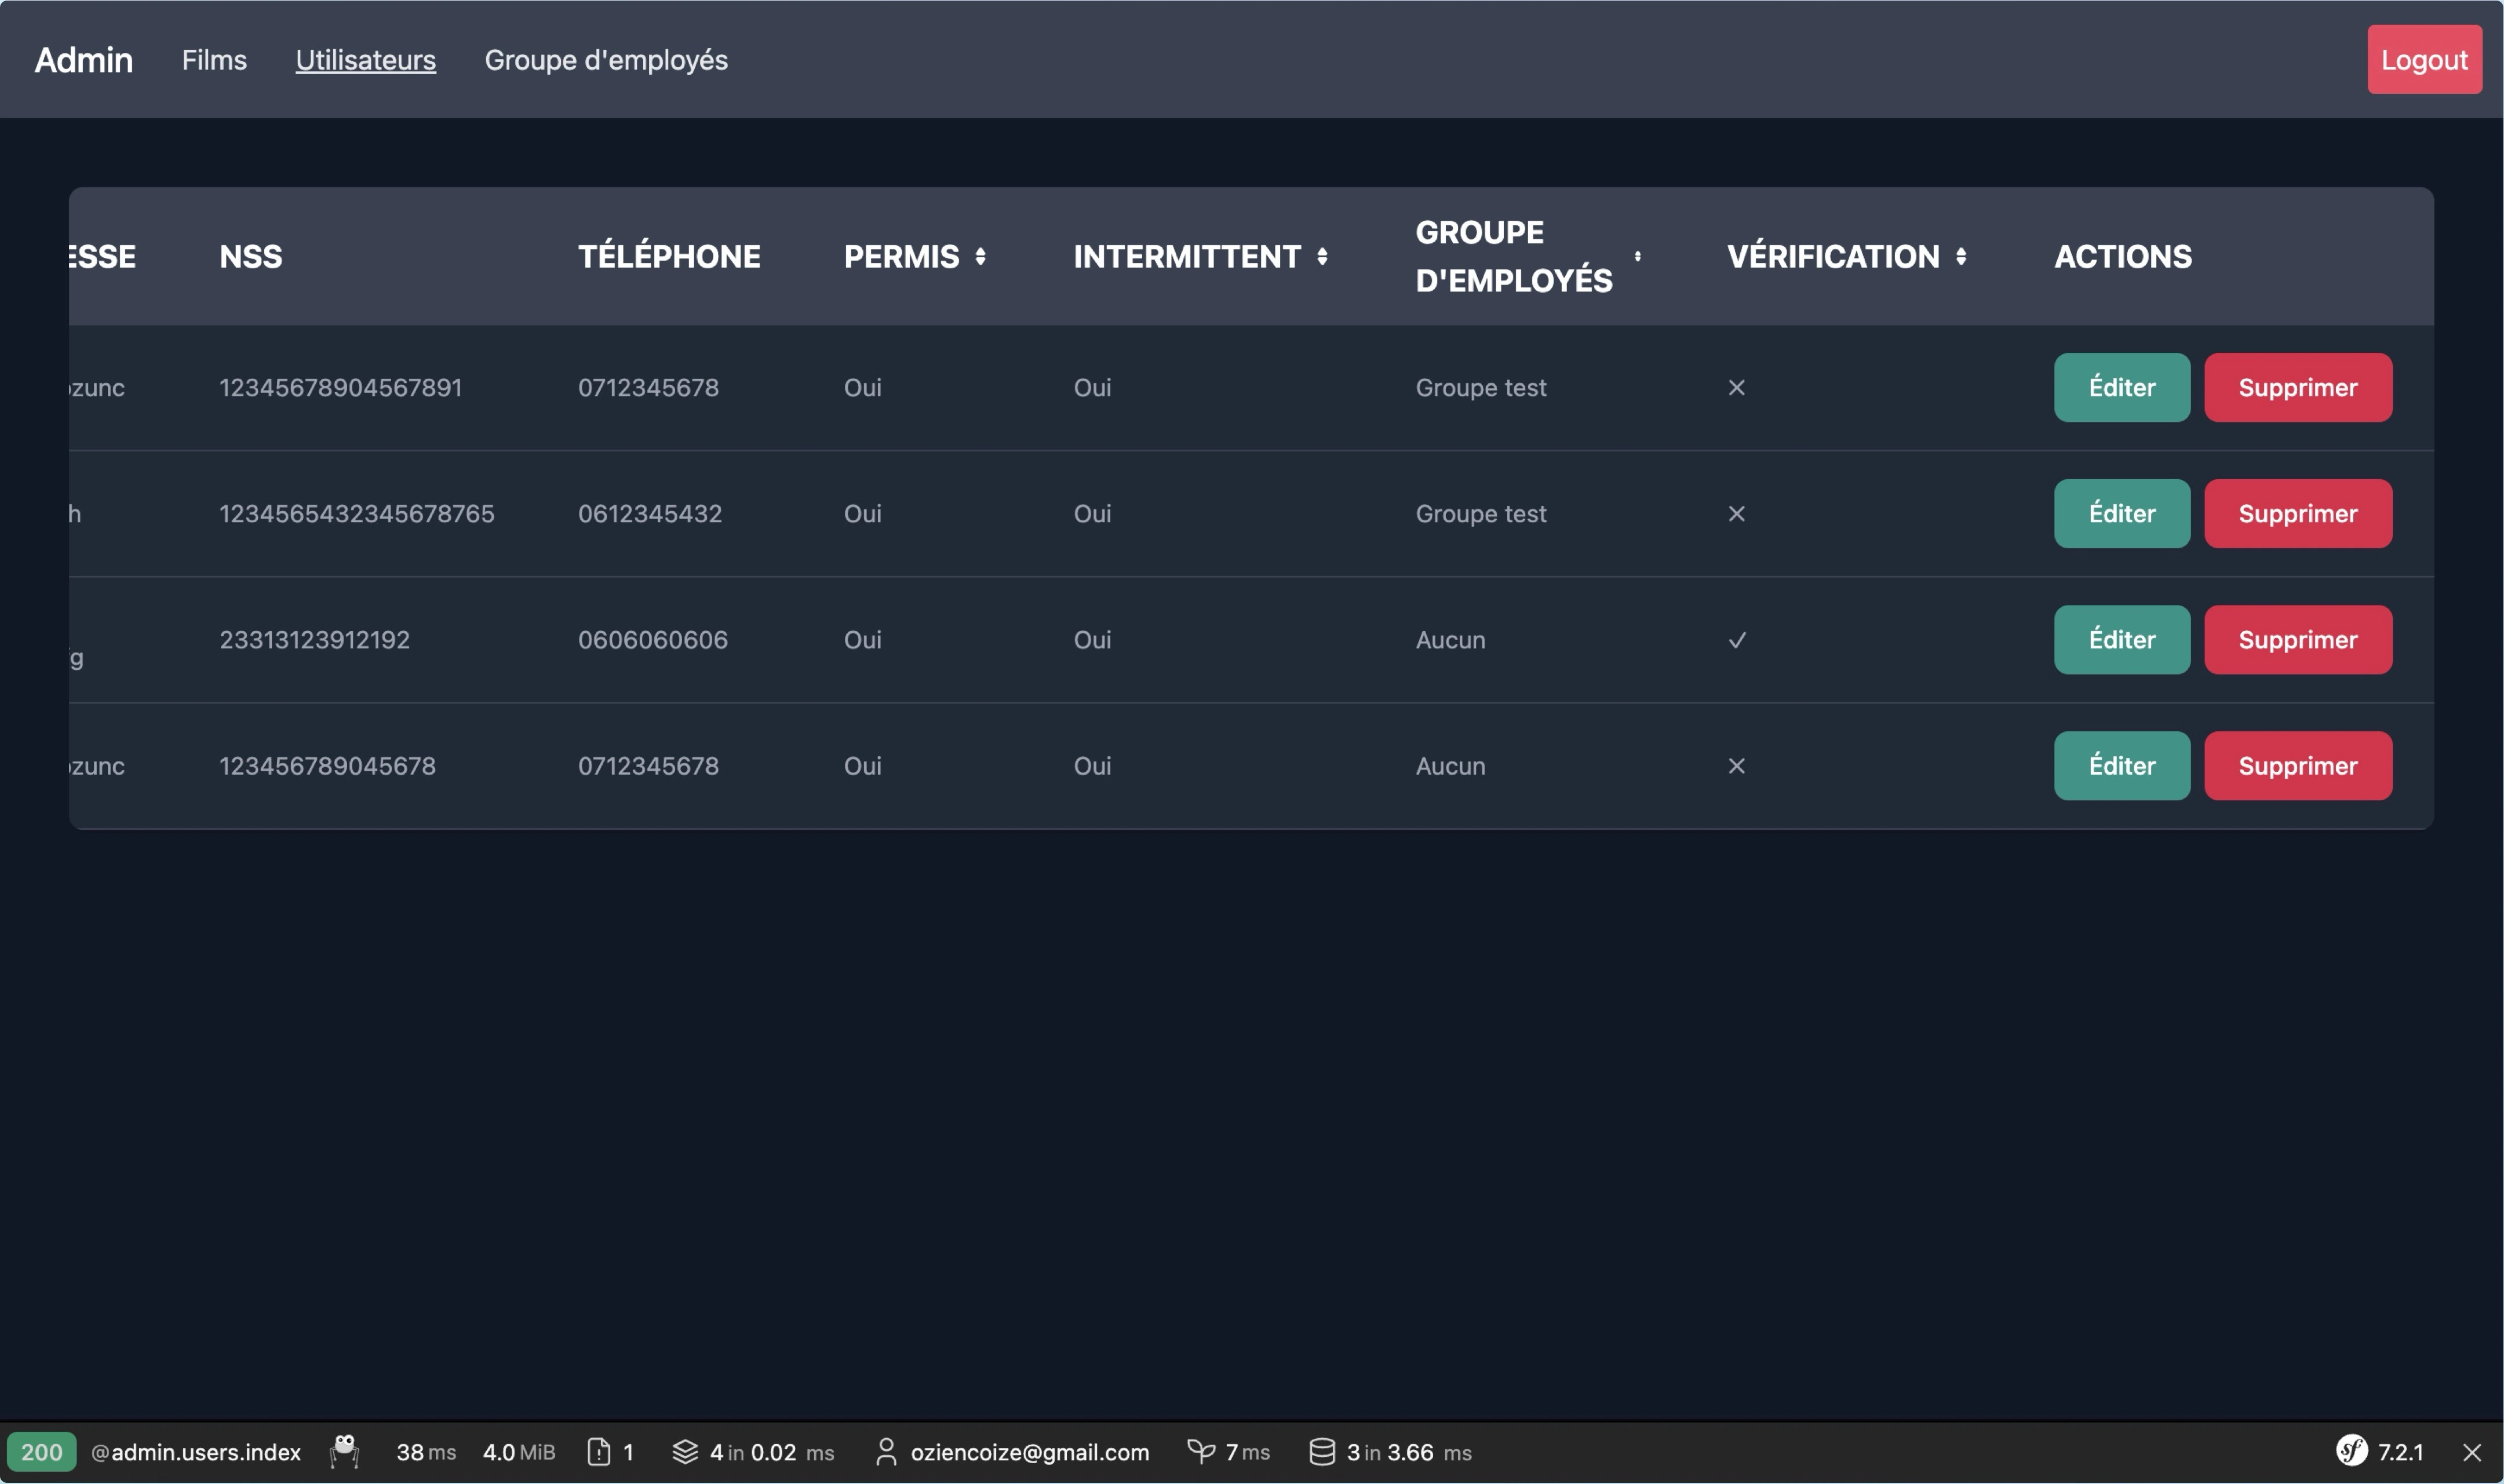 Admin Films Utilisateurs Groupe d'employés Logout
ESSE NSS TÉLÉPHONE PERMIS INTERMITTENT GROUPE D'EMPLOYÉS VÉRIFICATION ACTIONS
zunc 12345678904567891 0712345678 Oui Oui Groupe test Éditer Supprimer
h 1234565432345678765 0612345432 Oui Oui Groupe test Éditer Supprimer
g 23313123912192 0606060606 Oui Oui Aucun Éditer Supprimer
zunc 123456789045678 0712345678 Oui Oui Aucun Éditer Supprimer
200 @admin.users.index 38 ms 4.0 MiB 1 4 in 0.02 ms oziencoize@gmail.com 7 ms 3 in 3.66 ms sf 7.2.1